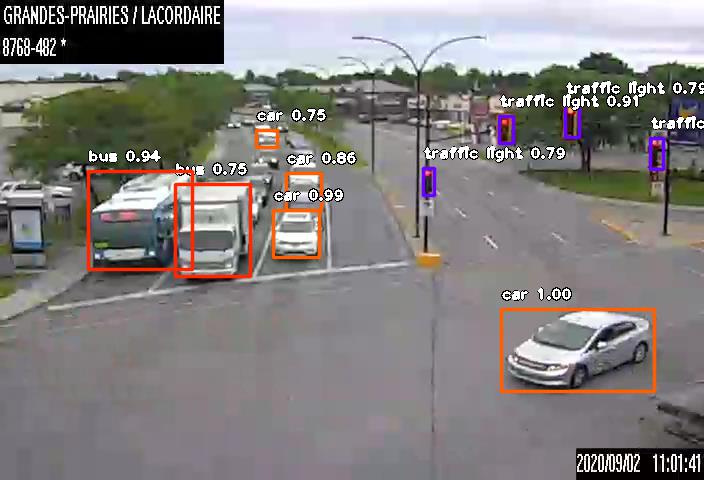 GRANDES-PRAIRIES / LACORDAIRE
8768-482 *
traffic light 0.79
traffic light 0.91
traffic
car 0.75
bus 0.94
bus 0.75
car 0.86
traffic light 0.79
car 0.99
car 1.00
2020/09/02 11:01:41